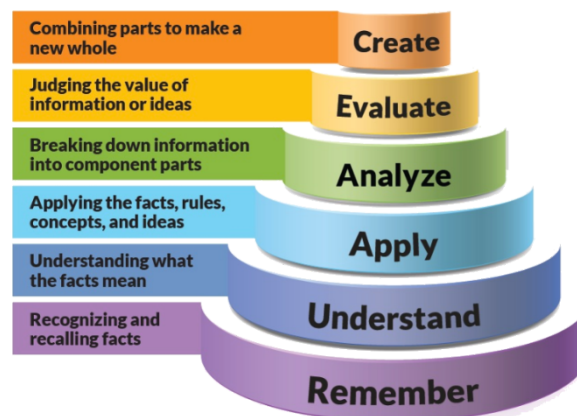 Combining parts to make a
new whole
Create
Judging the value of
information or ideas
Evaluate
Breaking down information
into component parts
Analyze
Applying the facts, rules,
concepts, and ideas
Apply
Understanding what
the facts mean
Understand
Recognizing and
recalling facts
Remember